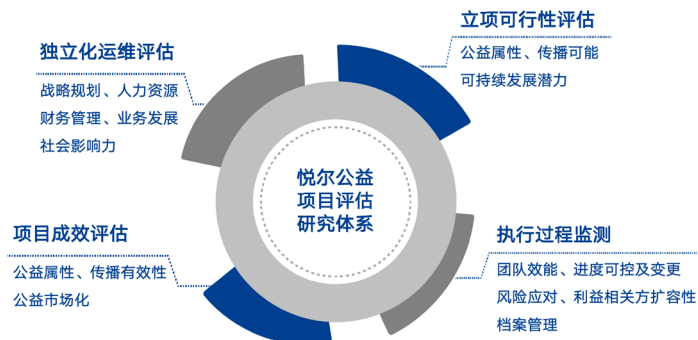 立项可行性评估
公益属性、传播可能
可持续发展潜力
独立化运维评估
战略规划、人力资源
财务管理、业务发展
社会影响力
悦尔公益
项目评估
研究体系
项目成效评估
公益属性、传播有效性
公益市场化
执行过程监测
团队效能、进度可控及变更
风险应对、利益相关方扩容性
档案管理